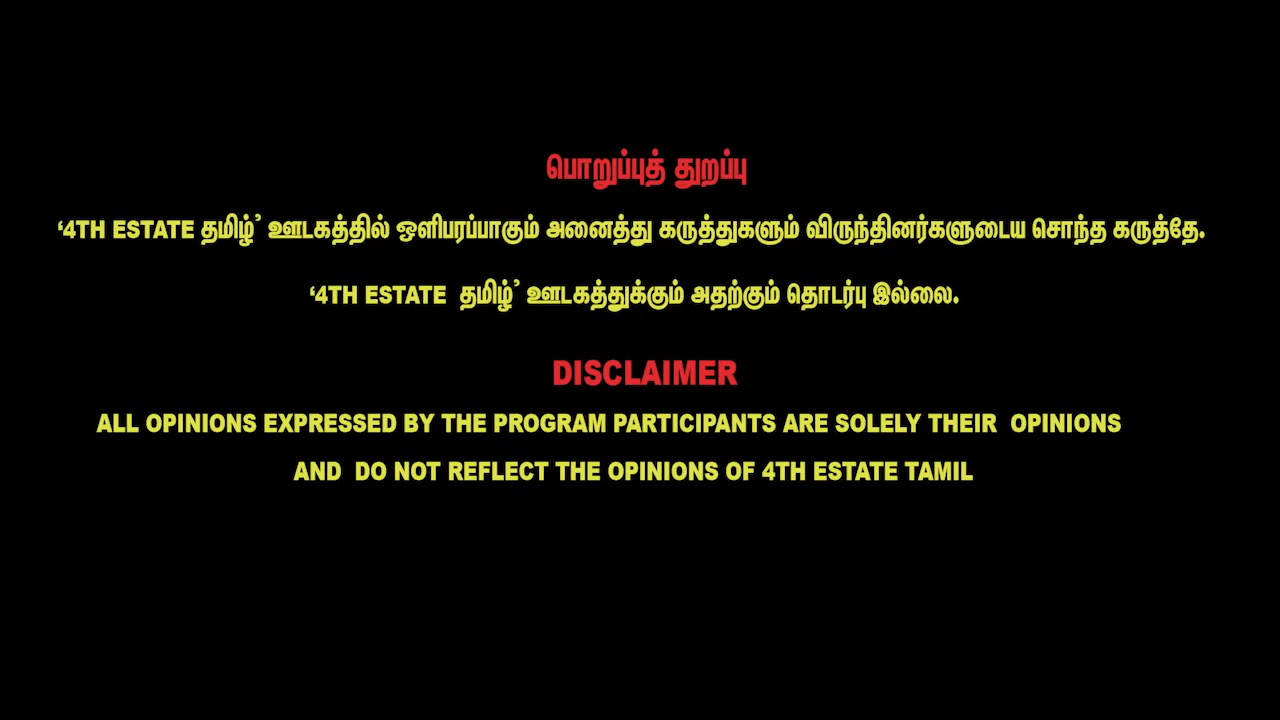 பொறுப்புத் துறப்பு
‘4TH ESTATE தமிழ்’ ஊடகத்தில் ஒளிபரப்பாகும் அனைத்து கருத்துகளும் விருந்தினர்களுடைய சொந்த கருத்தே.
‘4TH ESTATE தமிழ்’ ஊடகத்துக்கும் அதற்கும் தொடர்பு இல்லை.
DISCLAIMER
ALL OPINIONS EXPRESSED BY THE PROGRAM PARTICIPANTS ARE SOLELY THEIR OPINIONS
AND DO NOT REFLECT THE OPINIONS OF 4TH ESTATE TAMIL